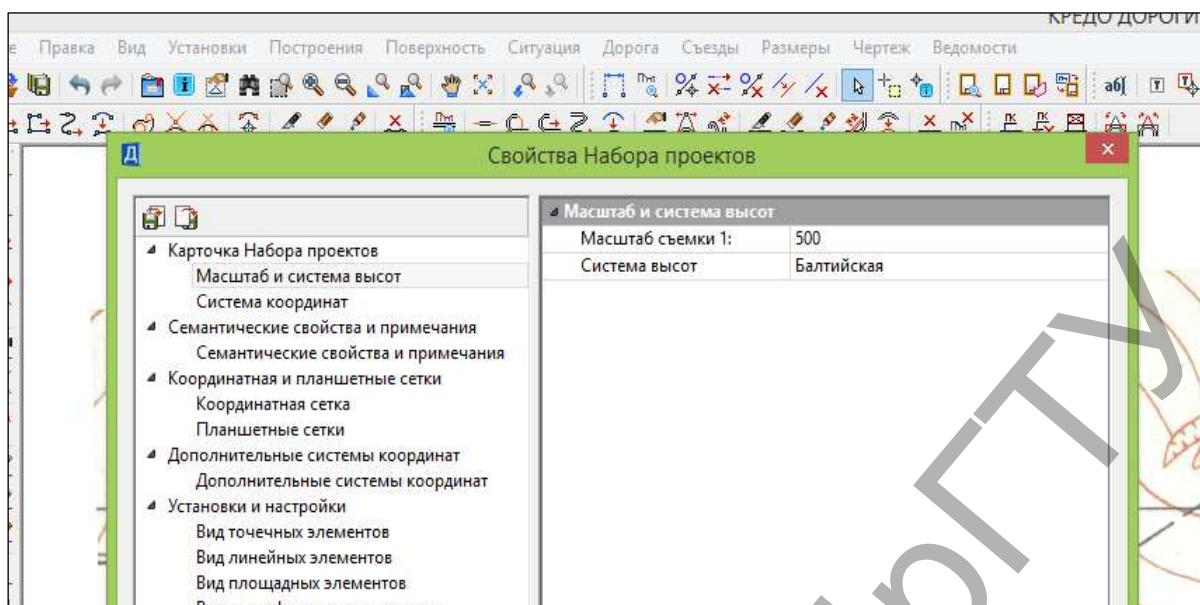 КРЕДО ДОРОГИ
Правка Вид Установки Построения Поверхность Ситуация Дорога Съезды Размеры Чертеж Ведомости
Свойства Набора проектов
Масштаб и система высот
Масштаб съемки 1: 500
Система высот Балтийская
Карточка Набора проектов
Масштаб и система высот
Система координат
Семантические свойства и примечания
Семантические свойства и примечания
Координатная и планшетные сетки
Координатная сетка
Планшетные сетки
Дополнительные системы координат
Дополнительные системы координат
Установки и настройки
Вид точечных элементов
Вид линейных элементов
Вид площадных элементов